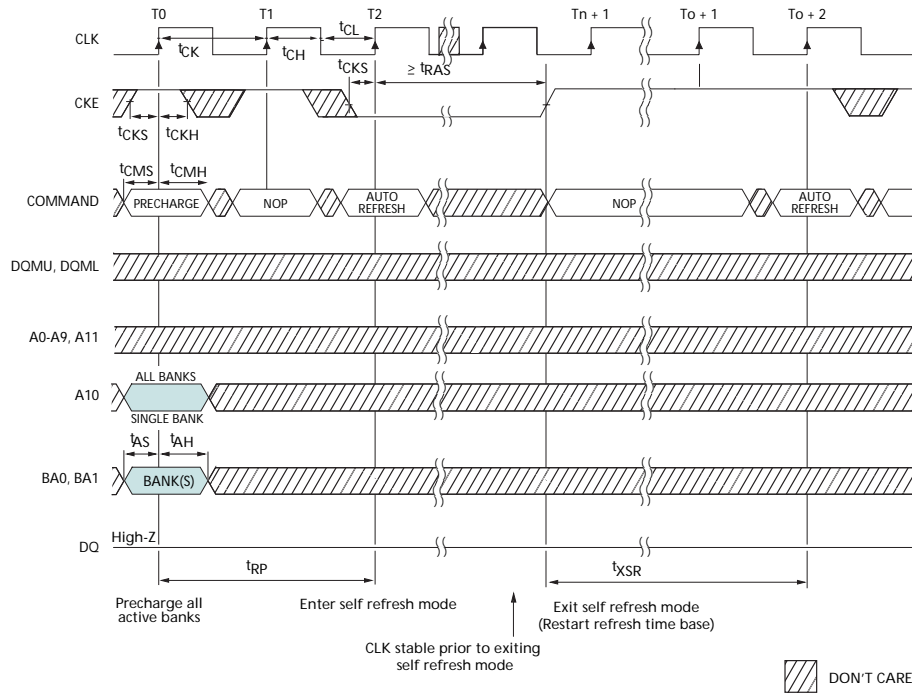 T0 T1 T2 Tn + 1 To + 1 To + 2
CLK
tCK tCH tCL
tCKS ≥ tRAS
CKE
tCKS tCKH
tCMS tCMH
COMMAND PRECHARGE NOP AUTO REFRESH NOP AUTO REFRESH
DQMU, DQML
A0-A9, A11
ALL BANKS
A10
SINGLE BANK
tAS tAH
BA0, BA1 BANK(S)
High-Z
DQ
tRP tXSR
Precharge all
active banks
Enter self refresh mode
Exit self refresh mode
(Restart refresh time base)
CLK stable prior to exiting
self refresh mode
DON'T CARE